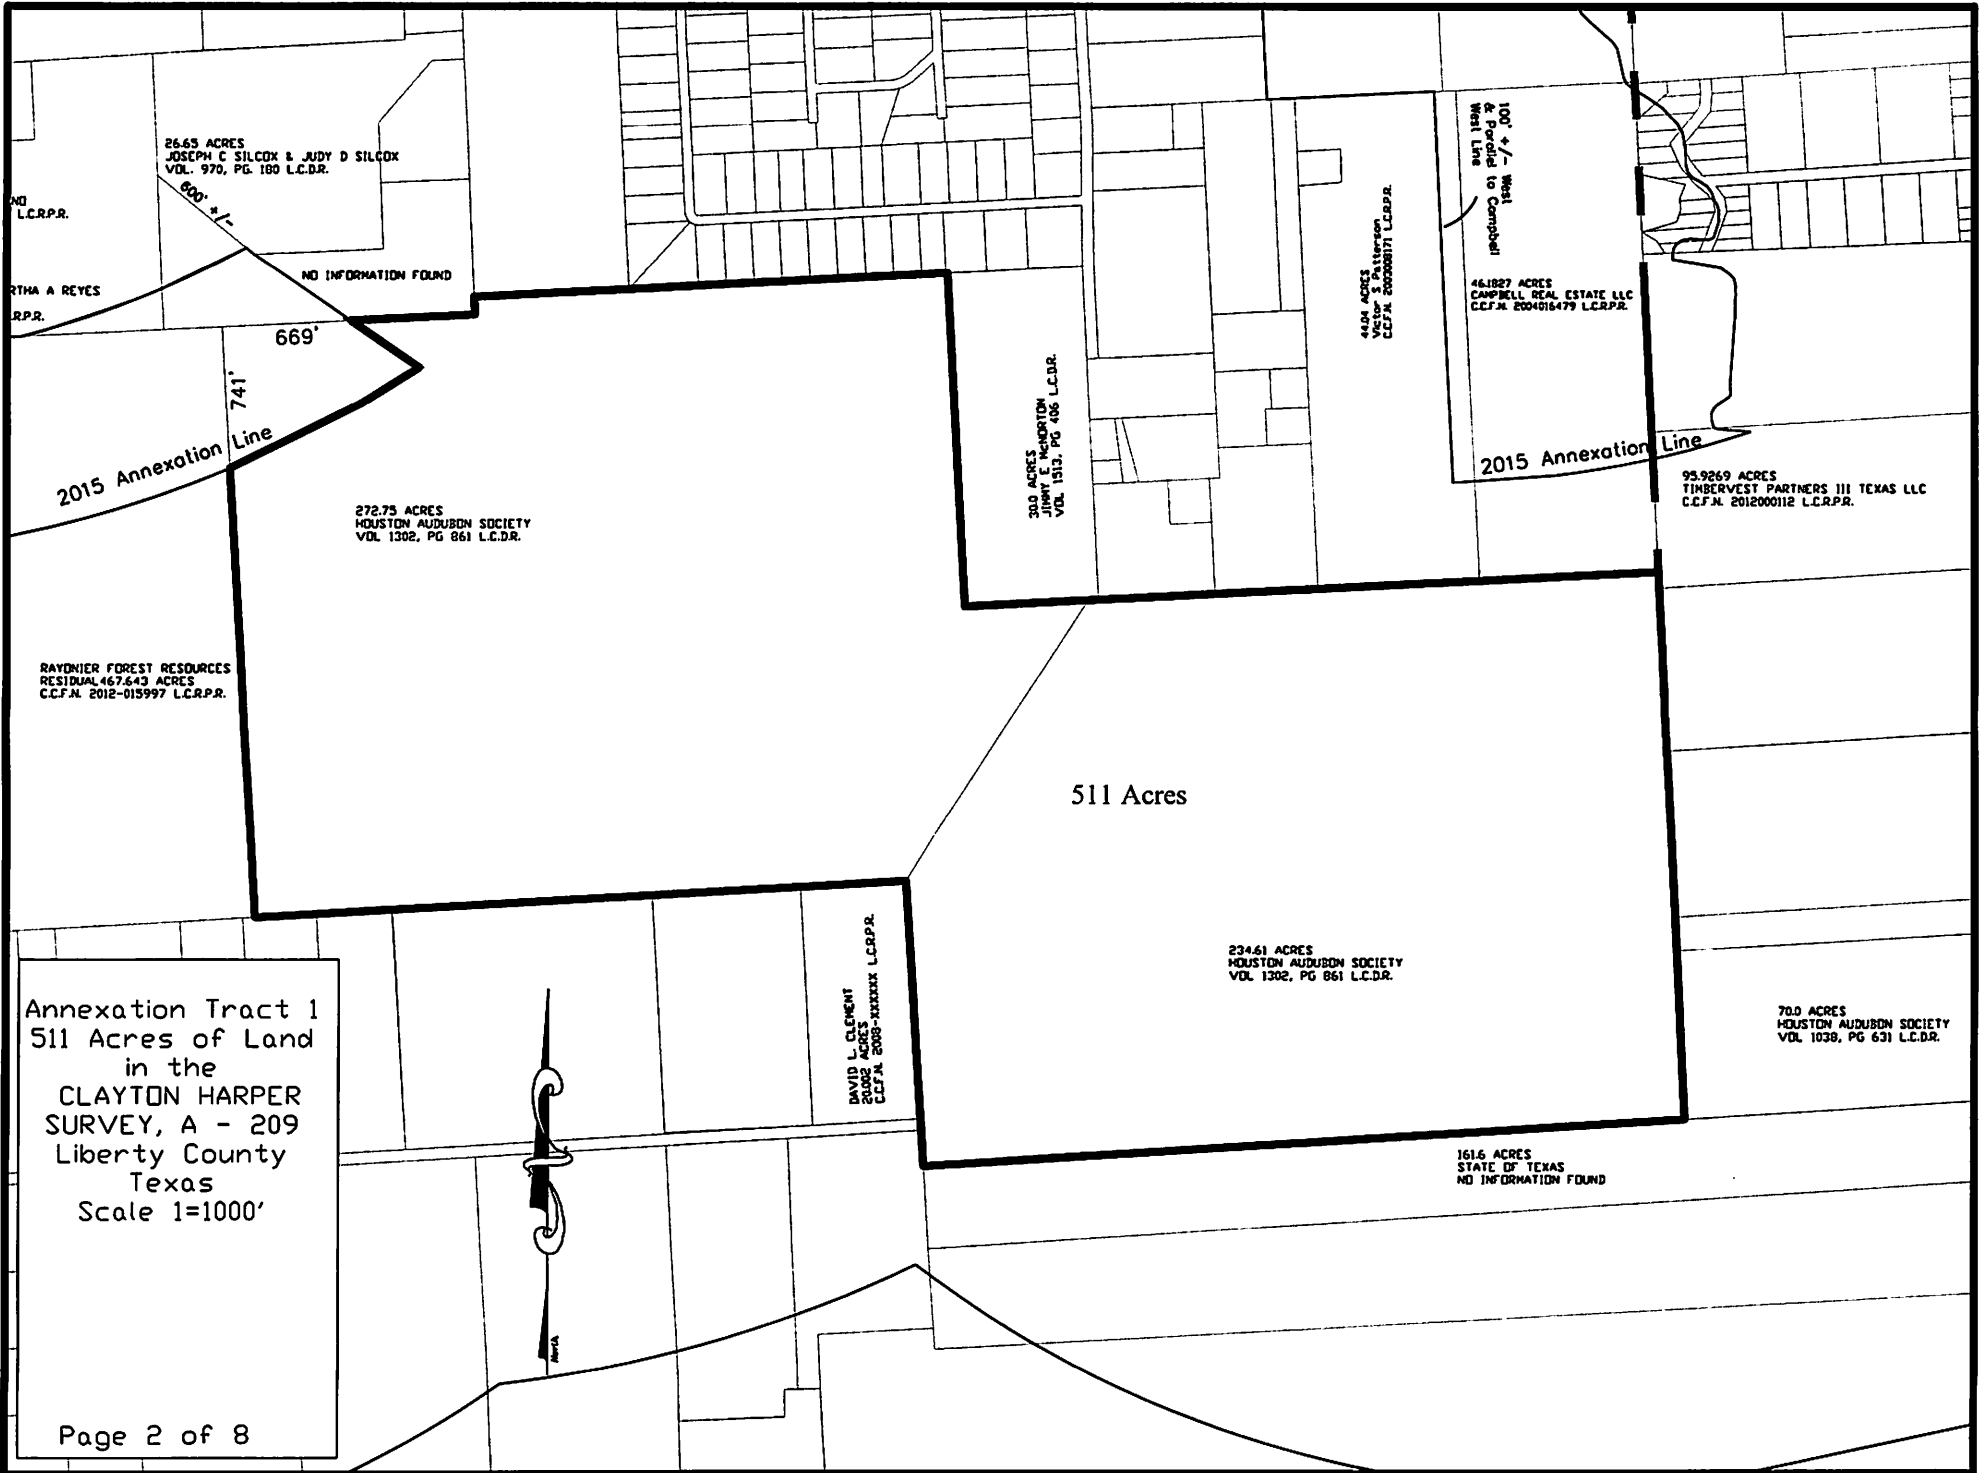 26.65 ACRES
JOSEPH C SILCOX & JUDY D SILCOX
VOL. 970, PG. 180 L.C.D.R.
600' +/-
ND
L.C.R.P.R.
RTHA A REYES
R.P.R.
NO INFORMATION FOUND
669'
741'
2015 Annexation Line
272.75 ACRES
HOUSTON AUDUBON SOCIETY
VOL 1302, PG 861 L.C.D.R.
RAYONIER FOREST RESOURCES
RESIDUAL 467.643 ACRES
C.C.F.N. 2012-015997 L.C.R.P.R.
30.0 ACRES
JIMMY E McNORTON
VOL 1513, PG 406 L.C.D.R.
44.04 ACRES
Victor S Patterson
C.C.F.N. 2003008171 L.C.R.P.R.
100' +/- West
& Parallel to Campbell
West Line
46.1827 ACRES
CAMPBELL REAL ESTATE LLC
C.C.F.N. 2004016479 L.C.R.P.R.
2015 Annexation Line
95.9269 ACRES
TIMBERVEST PARTNERS III TEXAS LLC
C.C.F.N. 2012000112 L.C.R.P.R.
511 Acres
234.61 ACRES
HOUSTON AUDUBON SOCIETY
VOL 1302, PG 861 L.C.D.R.
70.0 ACRES
HOUSTON AUDUBON SOCIETY
VOL 1038, PG 631 L.C.D.R.
DAVID L. CLEMENT
20.002 ACRES
C.C.F.N. 2008-XXXXXX L.C.R.P.R.
161.6 ACRES
STATE OF TEXAS
NO INFORMATION FOUND
North
Annexation Tract 1
511 Acres of Land
in the
CLAYTON HARPER
SURVEY, A - 209
Liberty County
Texas
Scale 1=1000'
Page 2 of 8